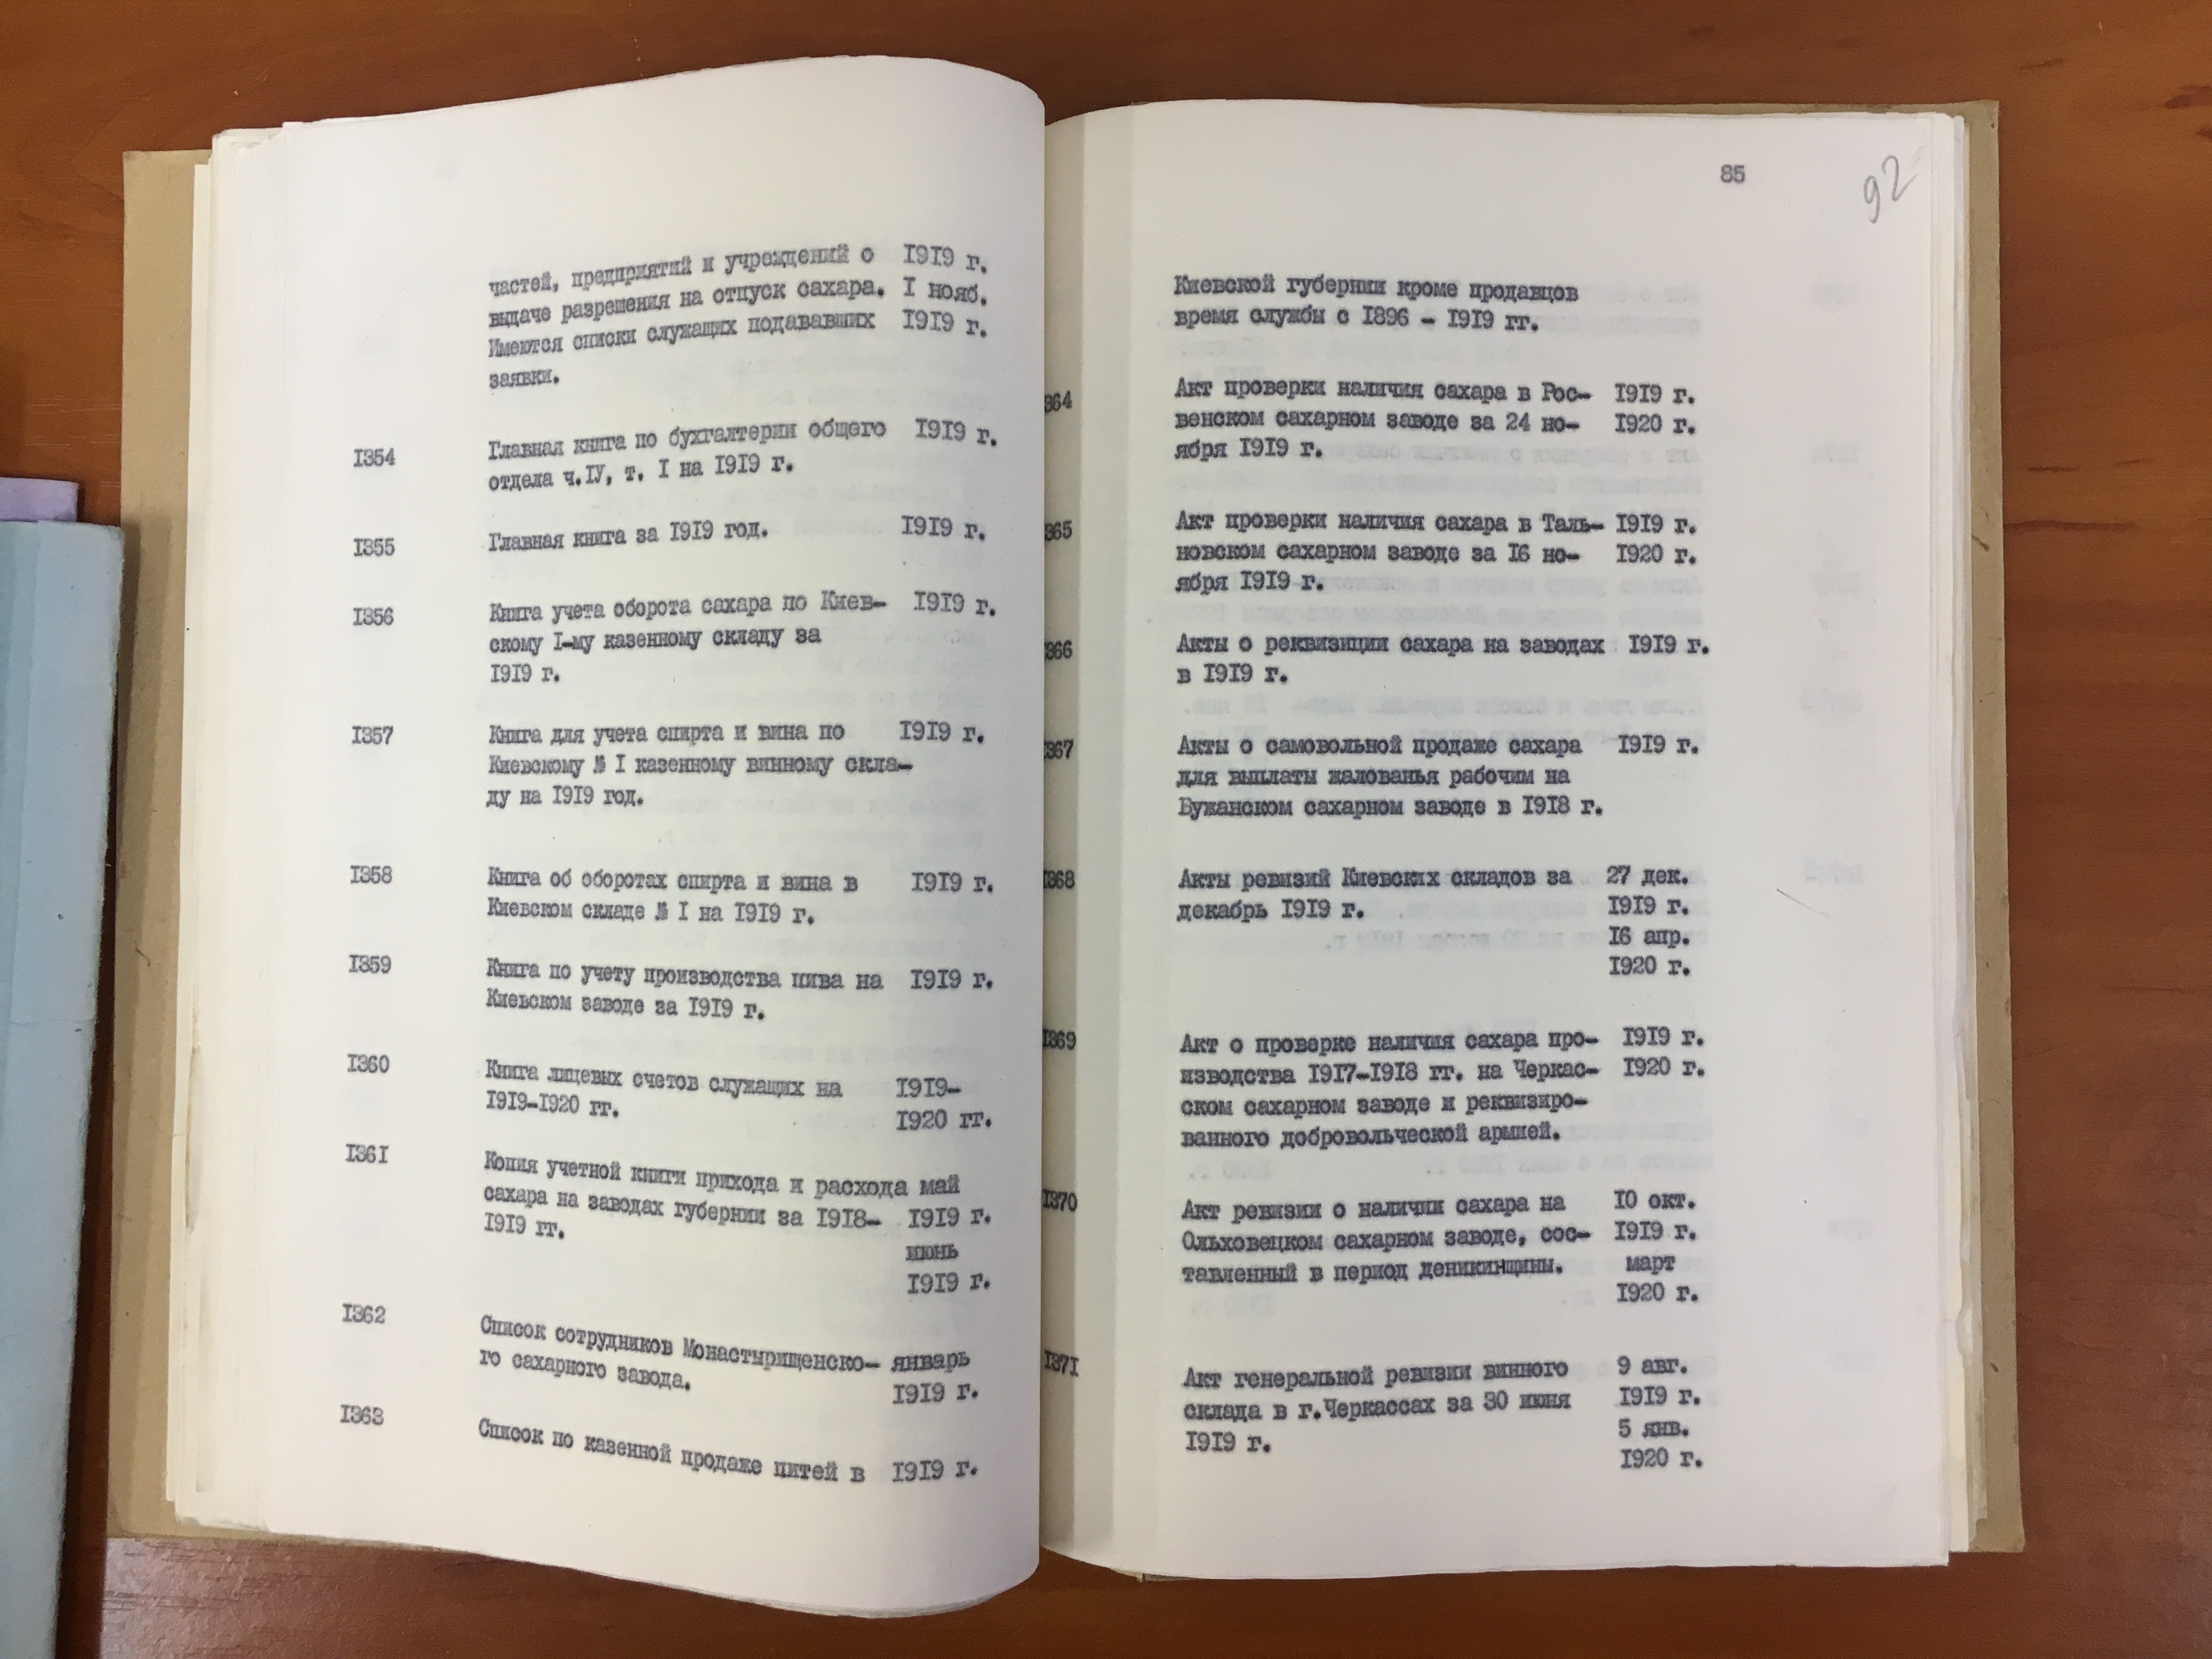 частей, предприятий и учреждений о 1919 г.
выдаче разрешения на отпуск сахара. I нояб.
Имеются списки служащих подававших 1919 г.
заявки.
1354 Главная книга по бухгалтерии общего 1919 г.
отдела ч.IУ, т. I на 1919 г.
1355 Главная книга за 1919 год. 1919 г.
1356 Книга учета оборота сахара по Киев- 1919 г.
скому I-му казенному складу за
1919 г.
1357 Книга для учета спирта и вина по 1919 г.
Киевскому № I казенному винному скла-
ду на 1919 год.
1358 Книга об оборотах спирта и вина в 1919 г.
Киевском складе № I на 1919 г.
1359 Книга по учету производства пива на 1919 г.
Киевском заводе за 1919 г.
1360 Книга лицевых счетов служащих на 1919-
1919-1920 гг. 1920 гг.
1361 Копия учетной книги прихода и расхода май
сахара на заводах губернии за 1918- 1919 г.
1919 гг. июнь
1919 г.
1362 Список сотрудников Монастырищенско- январь
го сахарного завода. 1919 г.
1363 Список по казенной продаже питей в 1919 г.
85
92
Киевской губернии кроме продавцов
время службы с 1896 - 1919 гг.
364 Акт проверки наличия сахара в Рос- 1919 г.
венском сахарном заводе за 24 но- 1920 г.
ября 1919 г.
365 Акт проверки наличия сахара в Таль- 1919 г.
новском сахарном заводе за 16 но- 1920 г.
ября 1919 г.
366 Акты о реквизиции сахара на заводах 1919 г.
в 1919 г.
1367 Акты о самовольной продаже сахара 1919 г.
для выплаты жалованья рабочим на
Бужанском сахарном заводе в 1918 г.
1368 Акты ревизий Киевских складов за 27 дек.
декабрь 1919 г. 1919 г.
16 апр.
1920 г.
1369 Акт о проверке наличия сахара про- 1919 г.
изводства 1917-1918 гг. на Черкас- 1920 г.
ском сахарном заводе и реквизиро-
ванного добровольческой армией.
1370 Акт ревизии о наличии сахара на 10 окт.
Ольховецком сахарном заводе, сос- 1919 г.
тавленный в период деникинщины. март
1920 г.
1371 Акт генеральной ревизии винного 9 авг.
склада в г.Черкассах за 30 июня 1919 г.
1919 г. 5 янв.
1920 г.